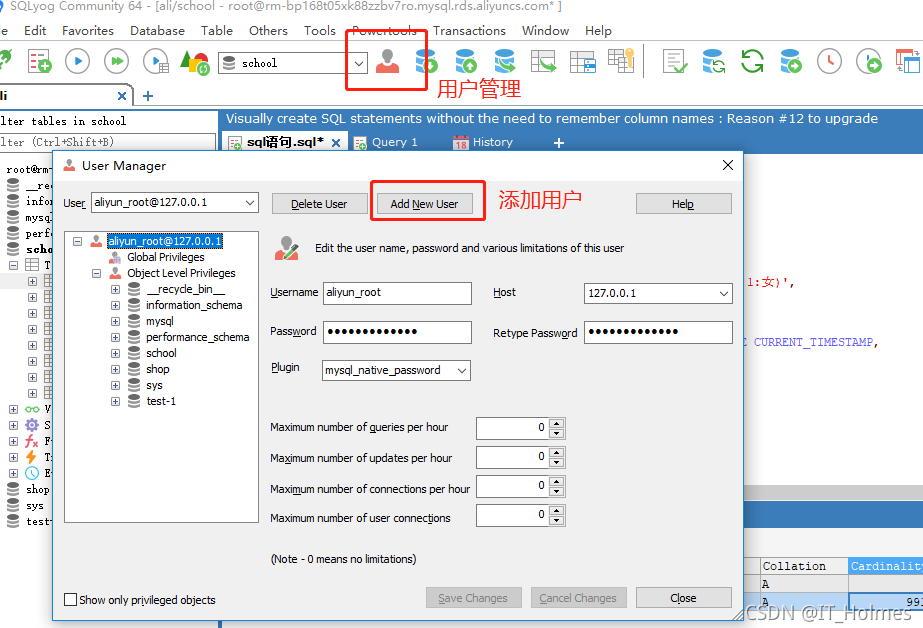 SQLyog Community 64 - [ali/school - root@rm-bp168t05xk88zzbv7ro.mysql.rds.aliyuncs.com* ]
Edit Favorites Database Table Others Tools Powertools Transactions Window Help
school
用户管理
li
lter tables in school
lter (Ctrl+Shift+B)
Visually create SQL statements without the need to remember column names : Reason #12 to upgrade
sql语句.sql* Query 1 18 History
User Manager
User aliyun_root@127.0.0.1 Delete User Add New User 添加用户 Help
aliyun_root@127.0.0.1
Global Privileges
Object Level Privileges
__recycle_bin__
information_schema
mysql
performance_schema
school
shop
sys
test-1
Edit the user name, password and various limitations of this user
Username aliyun_root Host 127.0.0.1
Password ●●●●●●●●●●●●● Retype Password ●●●●●●●●●●●●●
Plugin mysql_native_password
Maximum number of queries per hour 0
Maximum number of updates per hour 0
Maximum number of connections per hour 0
Maximum number of user connections 0
(Note - 0 means no limitations)
Show only privileged objects
Save Changes Cancel Changes Close
root@rm-
__rec
infor
mysql
perfo
scho
T
V
S
F
T
E
shop
sys
test
1:女)',
E CURRENT_TIMESTAMP,
Collation Cardinality
A
A 991
CSDN @IT_Holmes